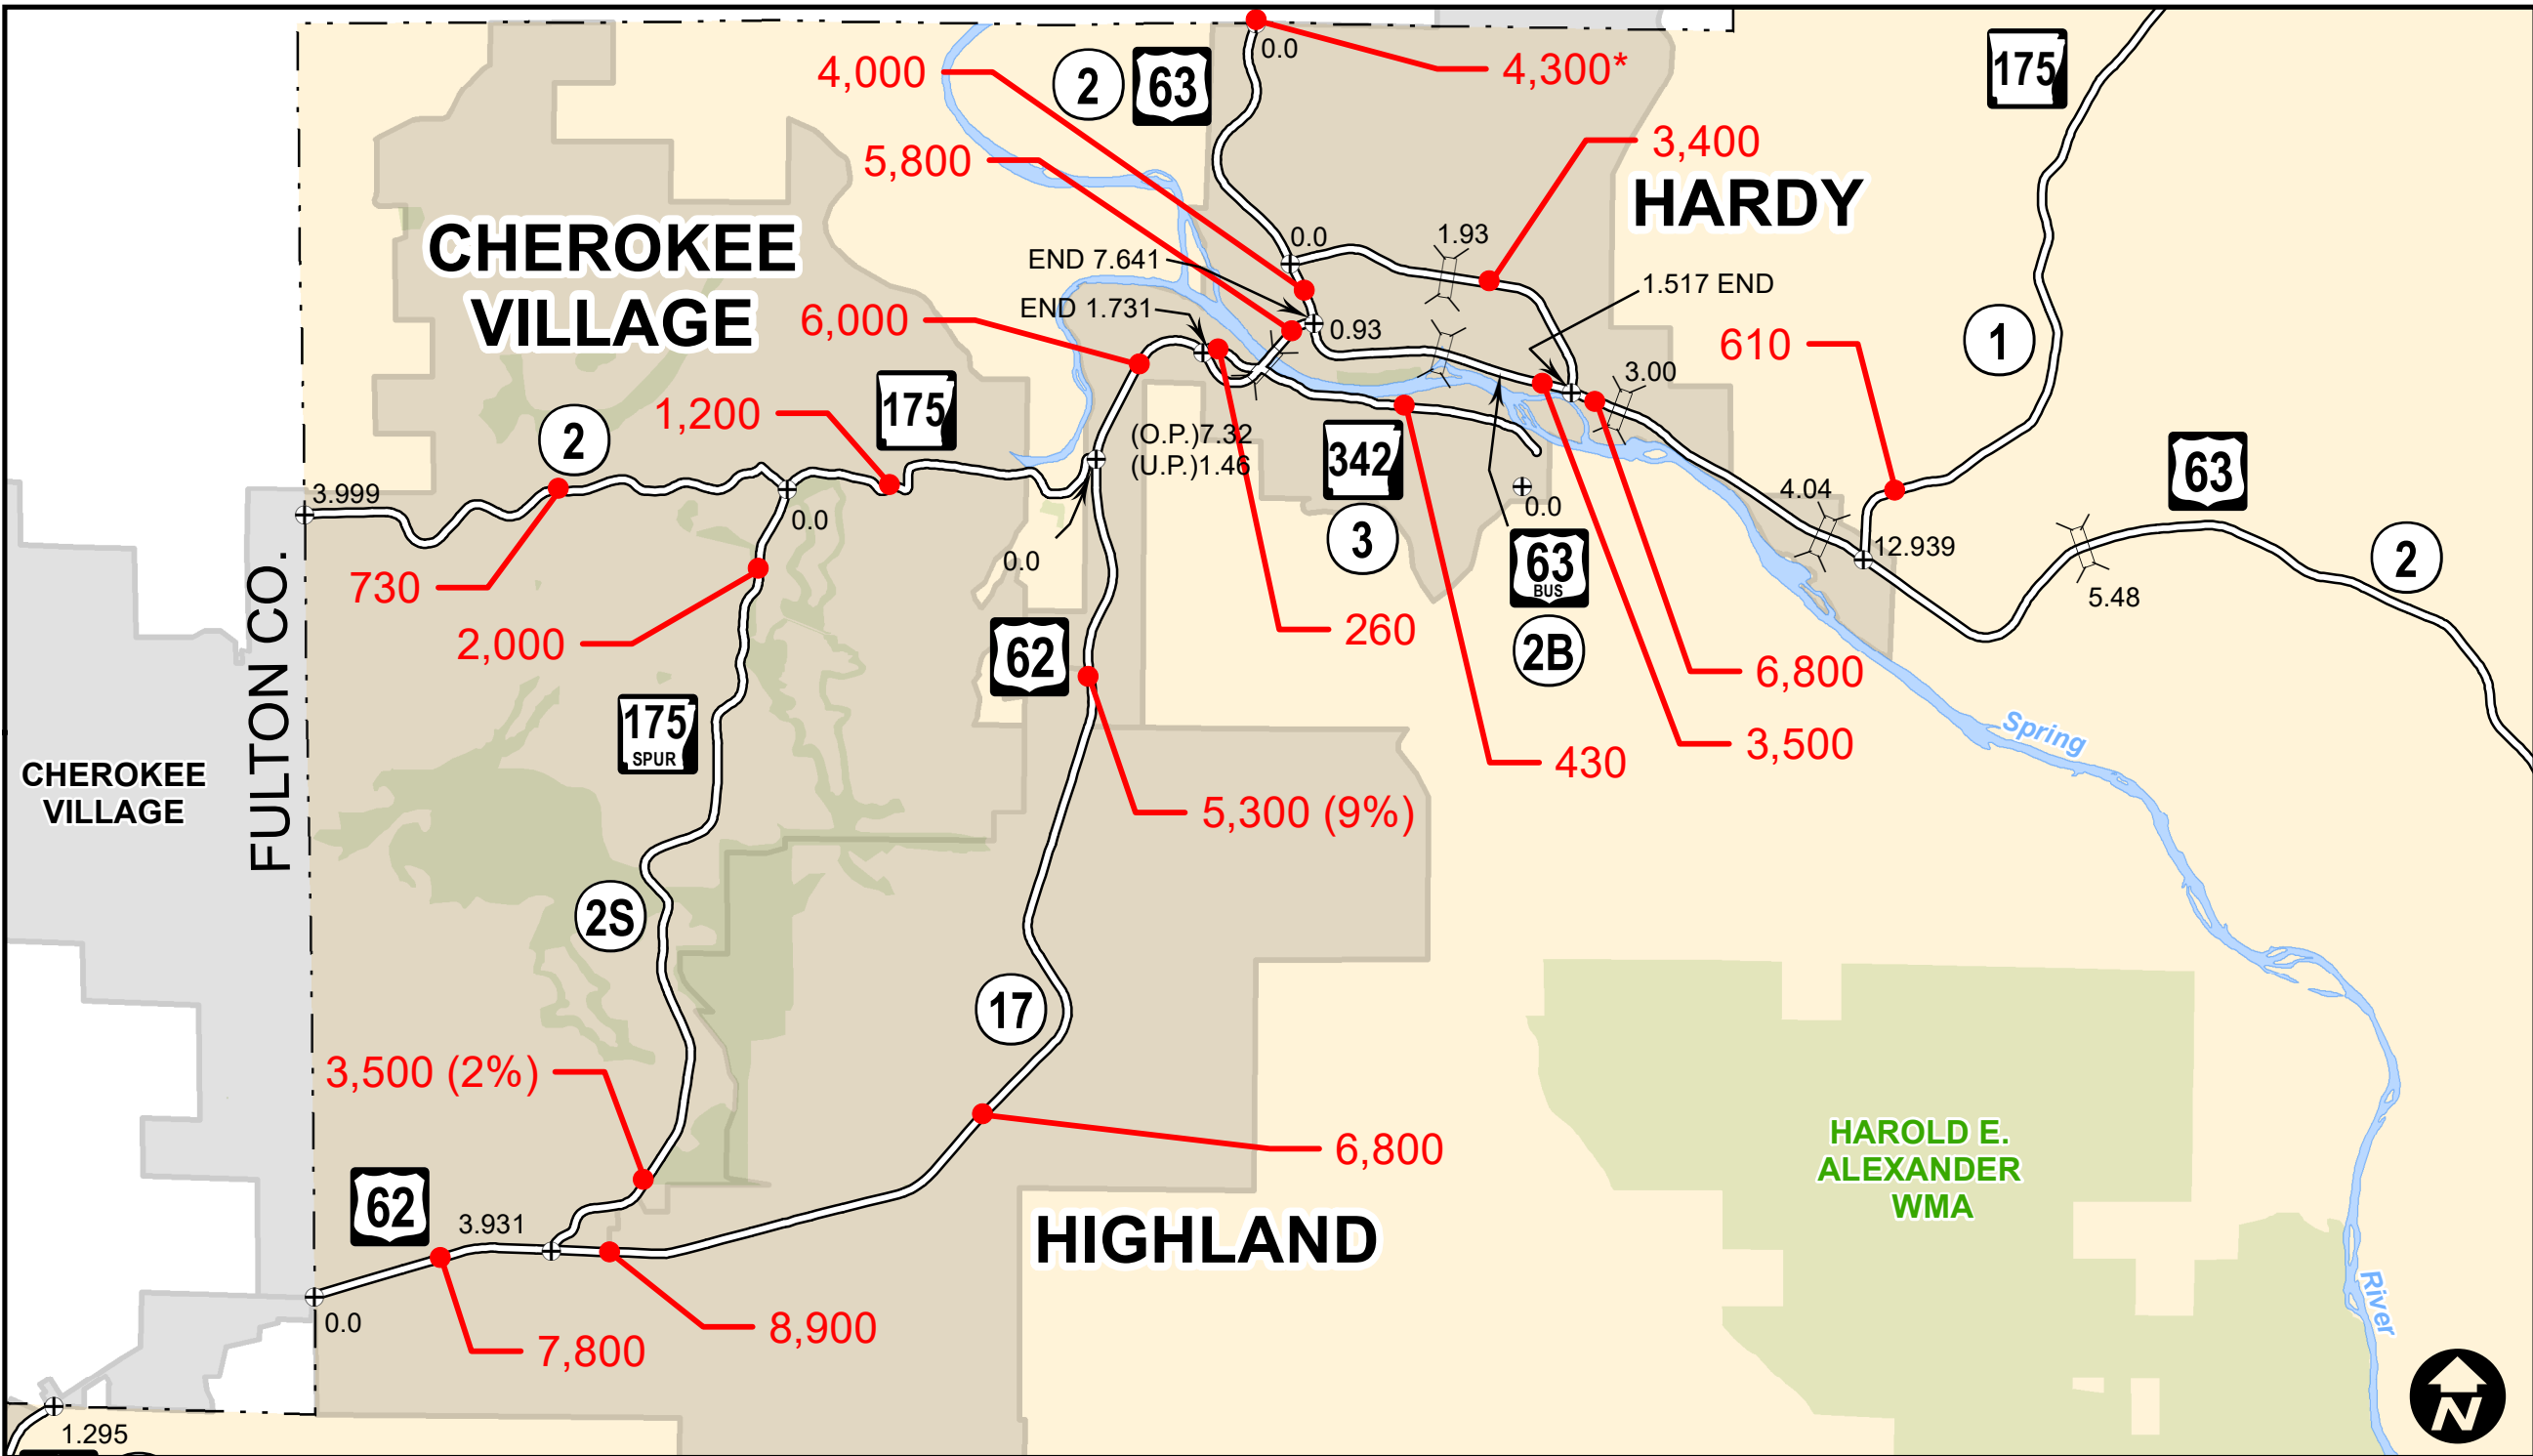 0.0
4,000
2
63
4,300*
175
3,400
5,800
HARDY
CHEROKEE
VILLAGE
0.0
1.93
END 7.641
1.517 END
END 1.731
6,000
0.93
610
1
3.00
1,200
175
2
(O.P.)7.32
(U.P.)1.46
342
63
3.999
4.04
0.0
0.0
3
12.939
2
0.0
63
BUS
5.48
730
2,000
260
62
2B
6,800
FULTON CO.
175
SPUR
3,500
Spring
430
CHEROKEE
VILLAGE
5,300 (9%)
2S
17
3,500 (2%)
6,800
HAROLD E.
ALEXANDER
WMA
62
3.931
HIGHLAND
River
0.0
8,900
7,800
N
1.295